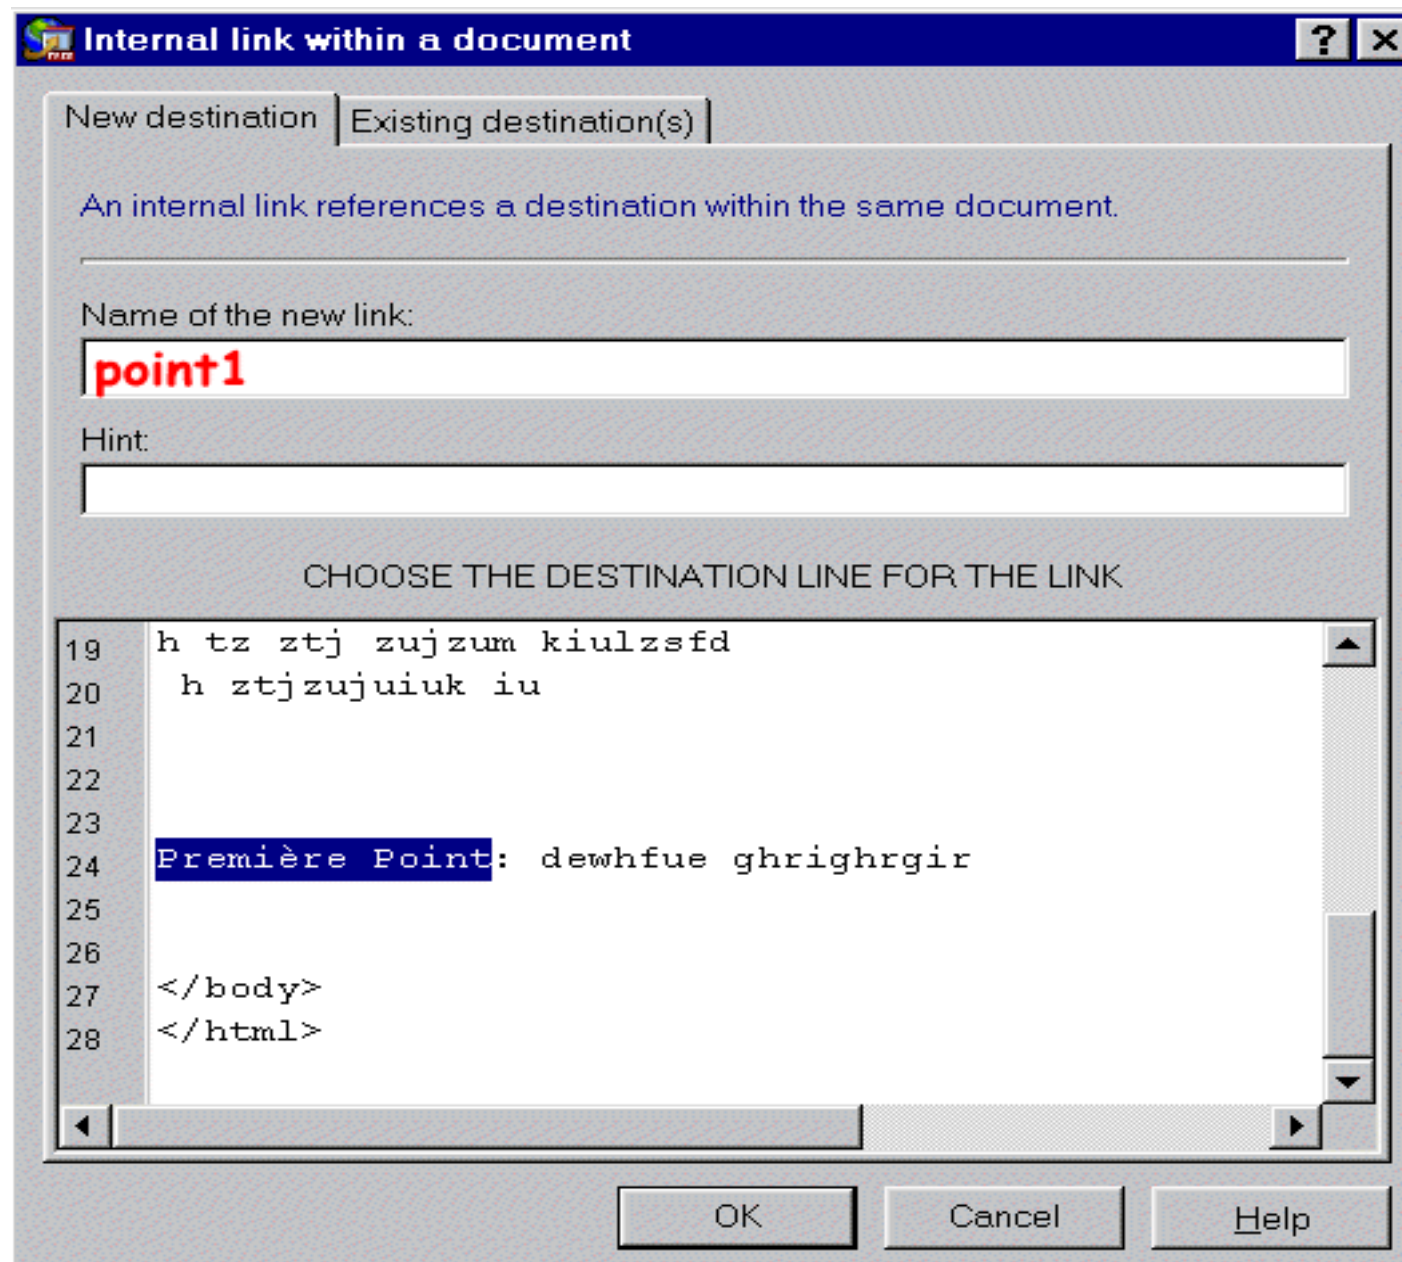 Internal link within a document
New destination Existing destination(s)
An internal link references a destination within the same document.
Name of the new link:
point1
Hint:
CHOOSE THE DESTINATION LINE FOR THE LINK
19 h tz ztj zujzum kiulzsfd
20 h ztjzujuiuk iu
21
22
23
24 Première Point: dewhfue ghrighrgir
25
26
27 </body>
28 </html>
OK Cancel Help